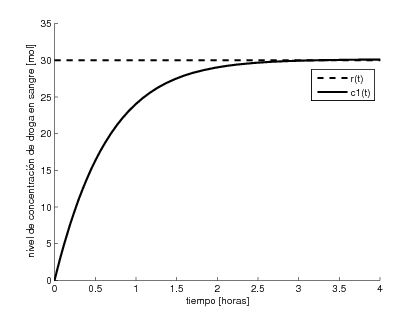 nivel de concentración de droga en sangre [mol]
35
30
25
20
15
10
5
0
r(t)
c1(t)
0 0.5 1 1.5 2 2.5 3 3.5 4
tiempo [horas]